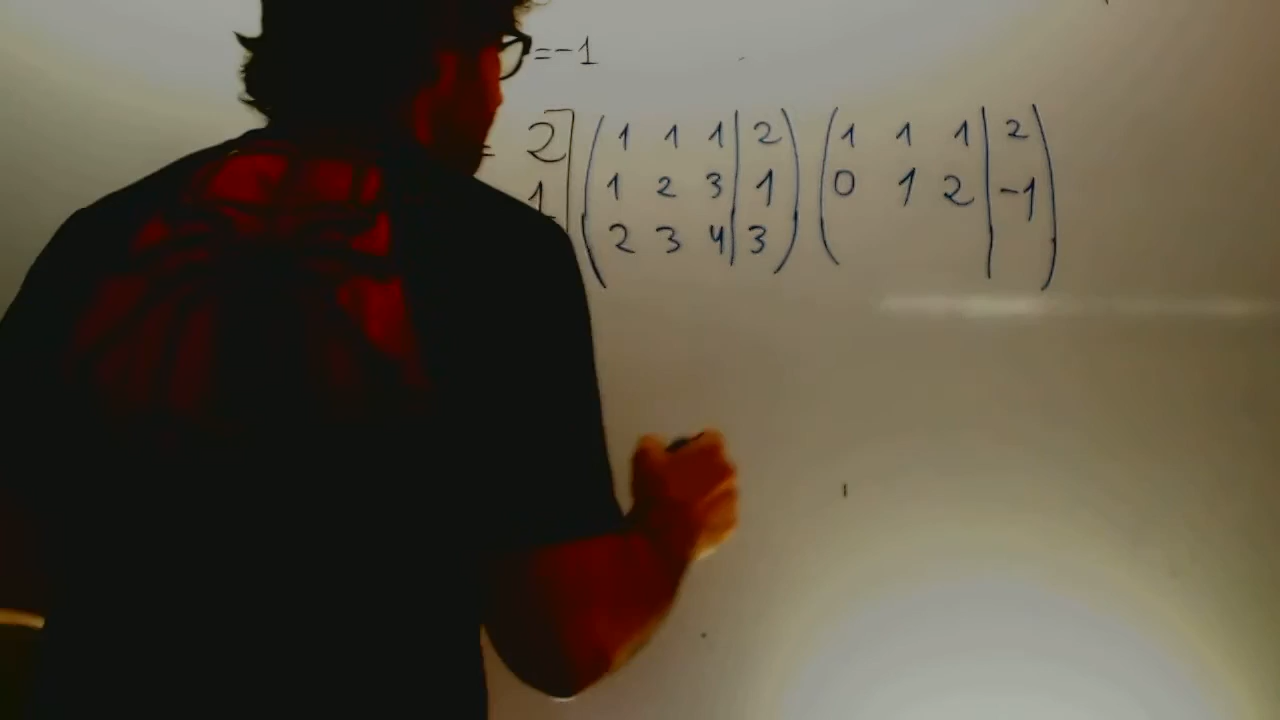 =-1
2] (1 1 1 | 2) (1 1 1 | 2)
1 1 2 3 | 1 0 1 2 | -1
2 3 4 | 3